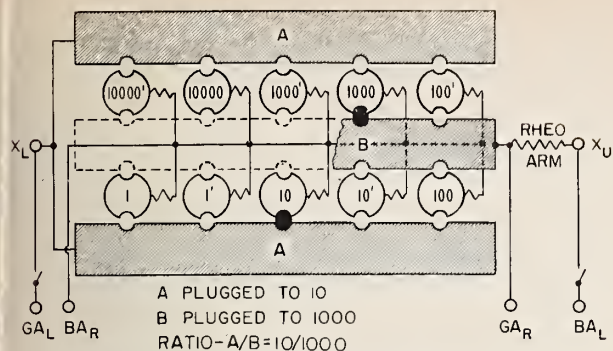 A
10000' 10000 1000' 1000 100'
X_L B RHEO ARM X_U
1 1' 10 10' 100
A
A PLUGGED TO 10
B PLUGGED TO 1000
RATIO-A/B=10/1000
GA_L BA_R GA_R BA_L